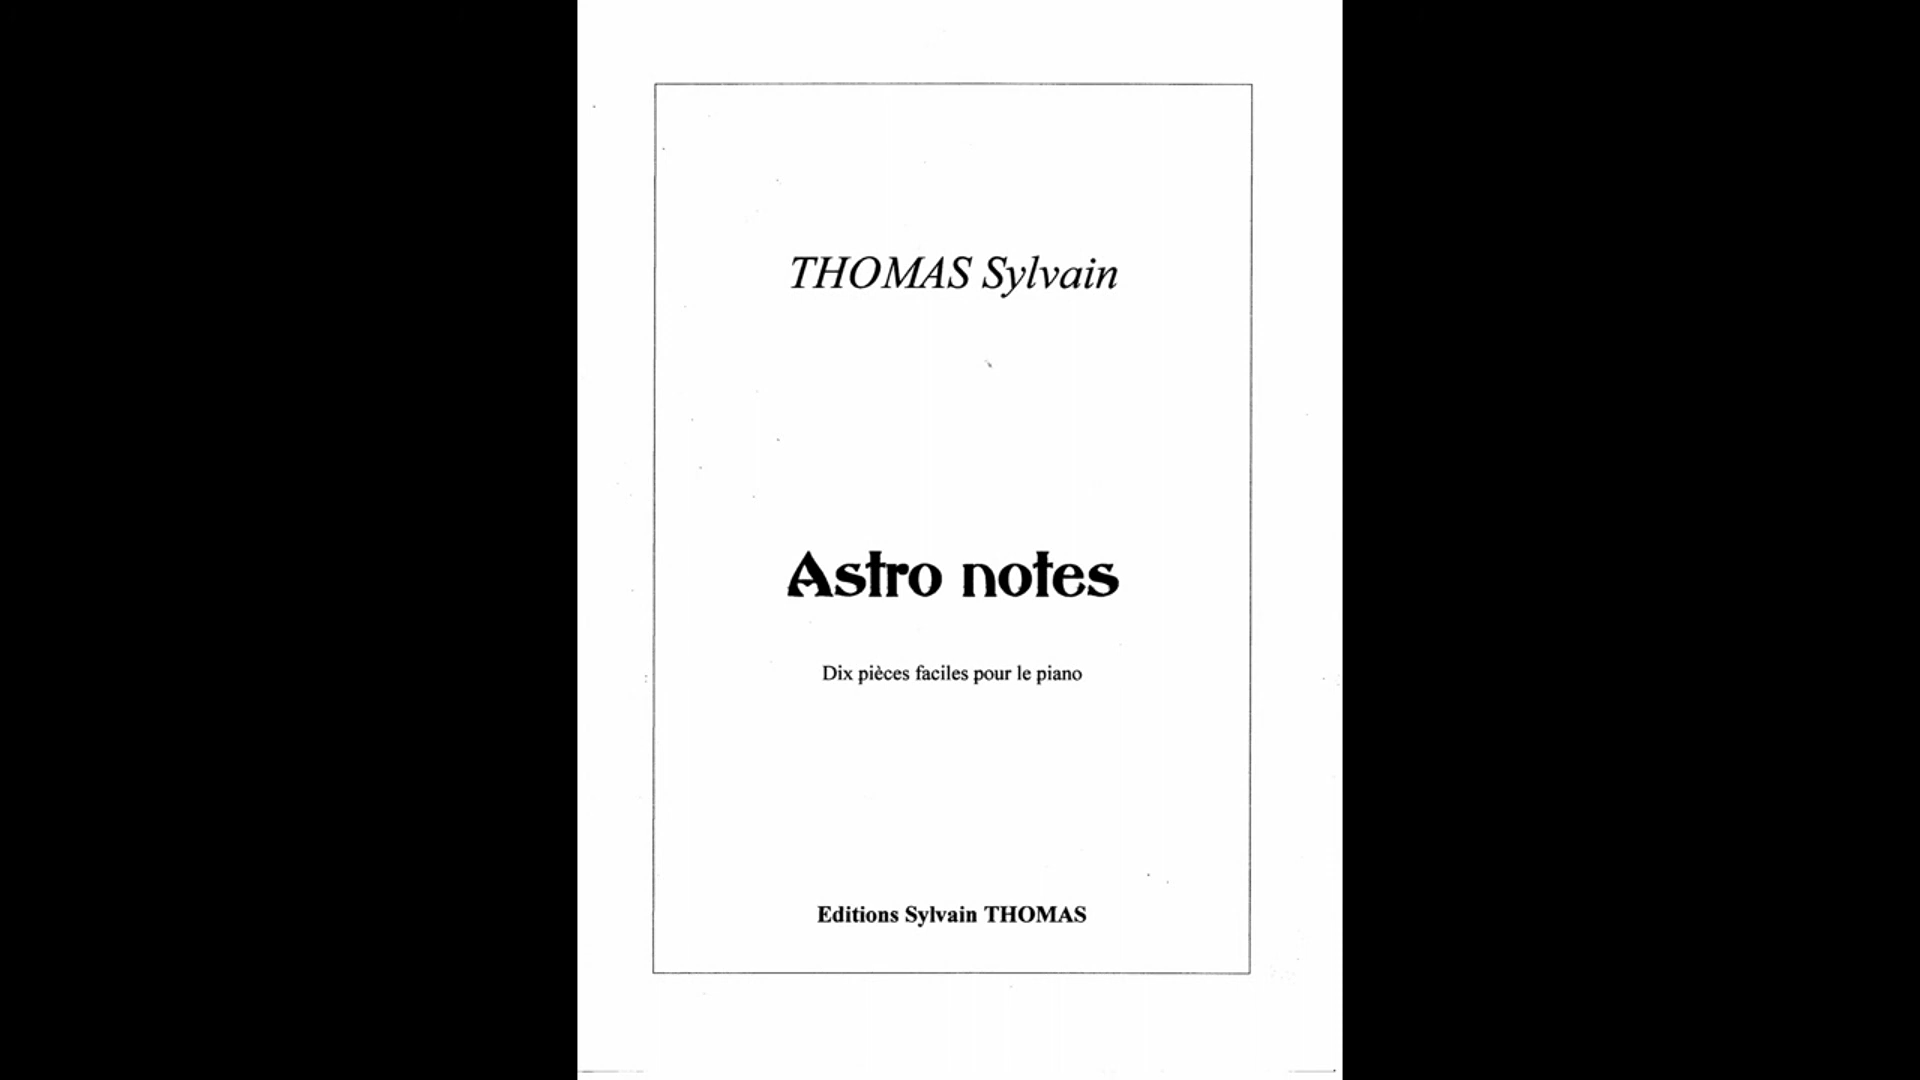 THOMAS Sylvain
Astro notes
Dix pièces faciles pour le piano
Editions Sylvain THOMAS